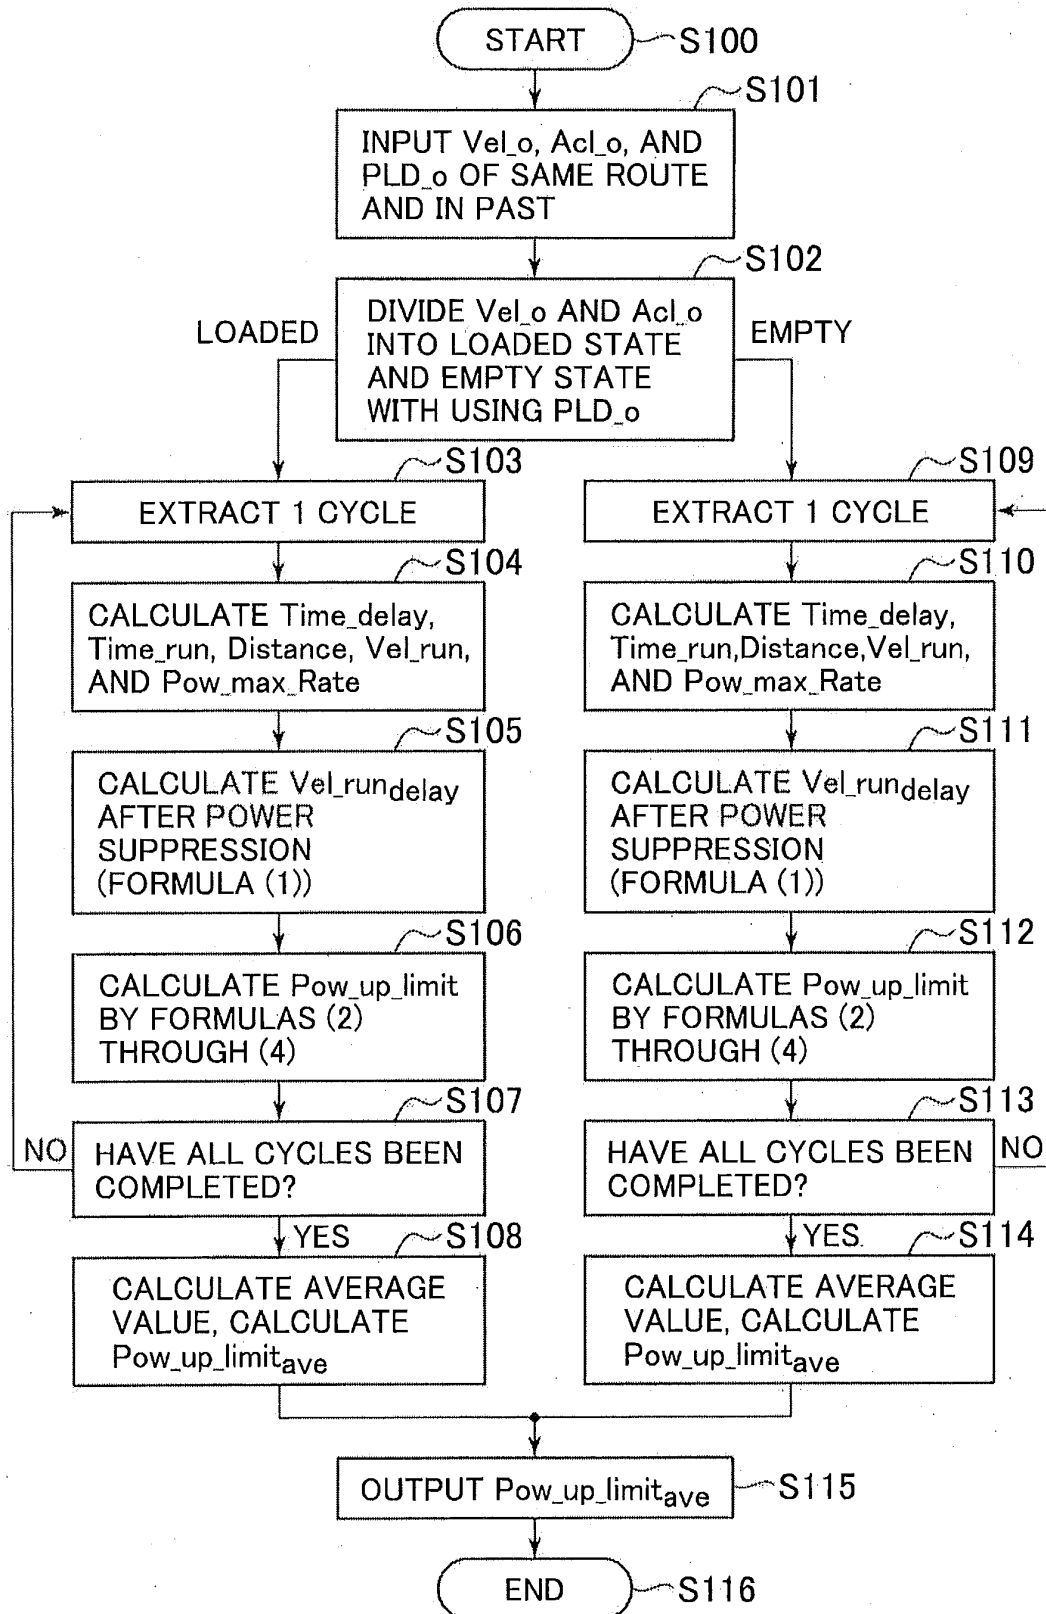 START
S100
S101
INPUT Vel_o, Acl_o, AND
PLD_o OF SAME ROUTE
AND IN PAST
S102
DIVIDE Vel_o AND Acl_o
INTO LOADED STATE
AND EMPTY STATE
WITH USING PLD_o
LOADED
EMPTY
S103
EXTRACT 1 CYCLE
S104
CALCULATE Time_delay,
Time_run, Distance, Vel_run,
AND Pow_max_Rate
S105
CALCULATE Vel_rundelay
AFTER POWER
SUPPRESSION
(FORMULA (1))
S106
CALCULATE Pow_up_limit
BY FORMULAS (2)
THROUGH (4)
S107
HAVE ALL CYCLES BEEN
COMPLETED?
NO
YES
S108
CALCULATE AVERAGE
VALUE, CALCULATE
Pow_up_limitave
S109
EXTRACT 1 CYCLE
S110
CALCULATE Time_delay,
Time_run,Distance,Vel_run,
AND Pow_max_Rate
S111
CALCULATE Vel_rundelay
AFTER POWER
SUPPRESSION
(FORMULA (1))
S112
CALCULATE Pow_up_limit
BY FORMULAS (2)
THROUGH (4)
S113
HAVE ALL CYCLES BEEN
COMPLETED?
NO
YES
S114
CALCULATE AVERAGE
VALUE, CALCULATE
Pow_up_limitave
OUTPUT Pow_up_limitave
S115
END
S116